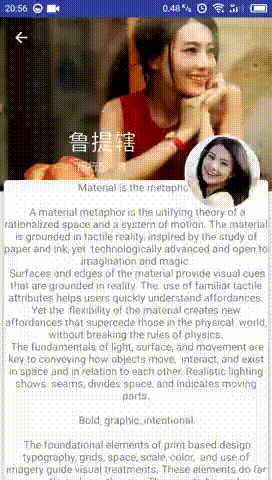 20:56
0.48 K/s
鲁提辖
Material is the metapho
A material metaphor is the unifying theory of a
rationalized space and a system of motion. The material
is grounded in tactile reality, inspired by the study of
paper and ink, yet technologically advanced and open to
imagination and magic.
Surfaces and edges of the material provide visual cues
that are grounded in reality. The use of familiar tactile
attributes helps users quickly understand affordances.
Yet the flexibility of the material creates new
affordances that supercede those in the physical world,
without breaking the rules of physics.
The fundamentals of light, surface, and movement are
key to conveying how objects move, interact, and exist
in space and in relation to each other. Realistic lighting
shows seams, divides space, and indicates moving
parts.
Bold, graphic, intentional.
The foundational elements of print based design
typography, grids, space, scale, color, and use of
imagery guide visual treatments. These elements do far